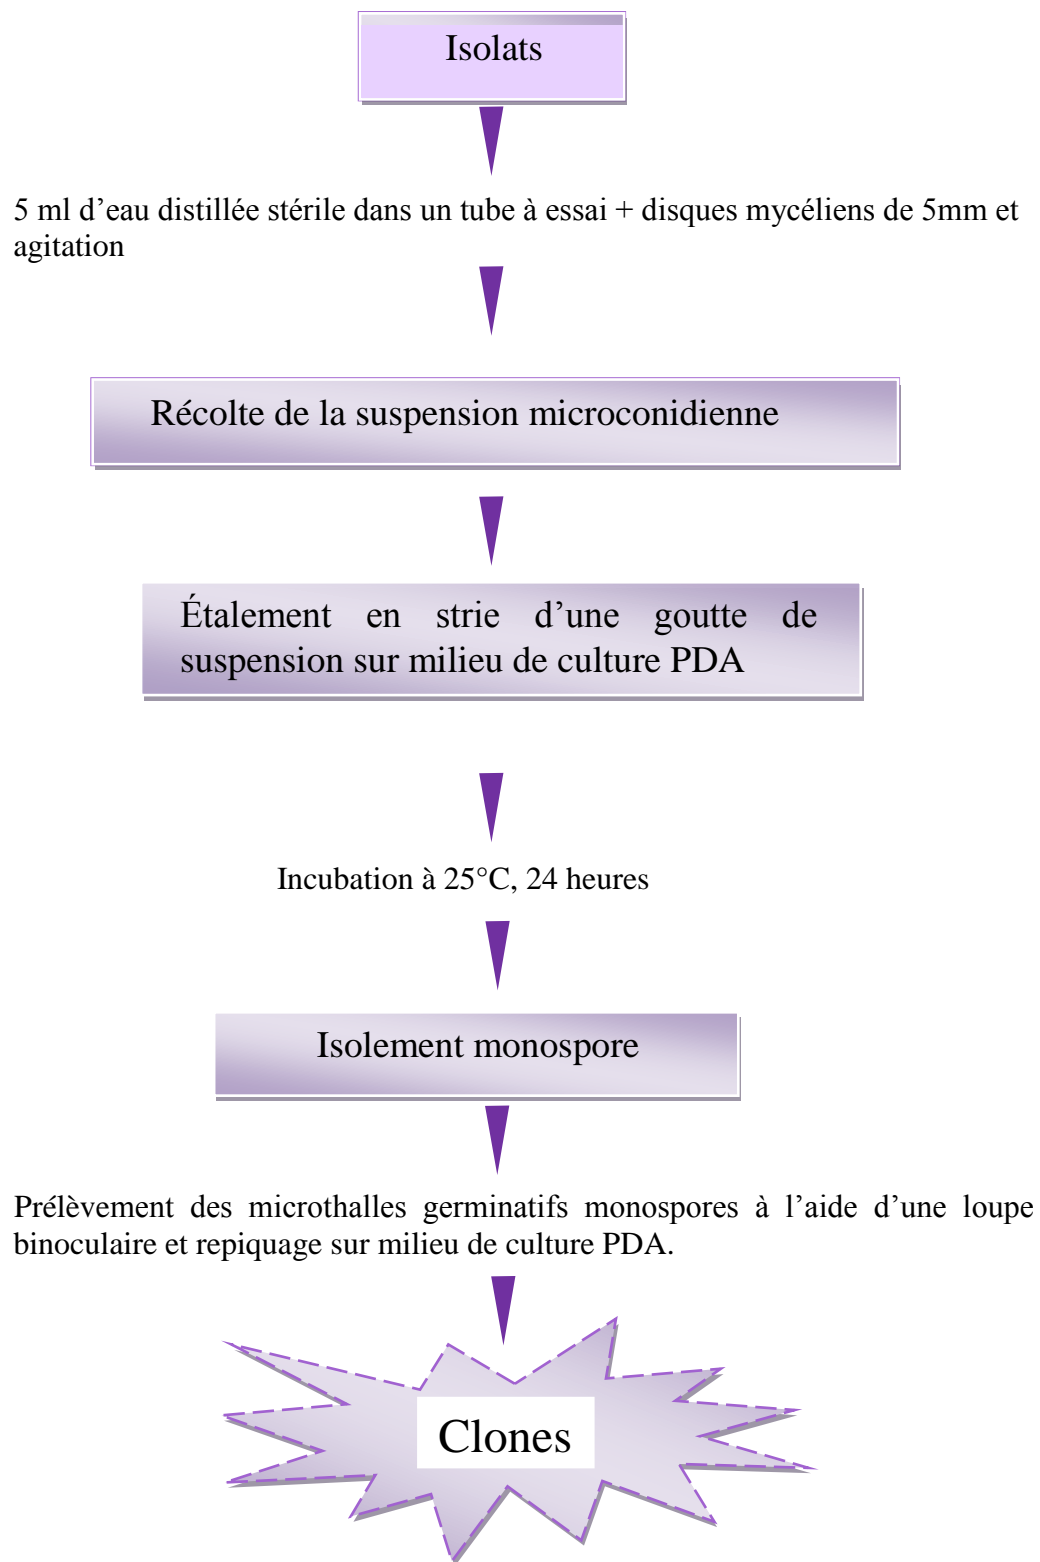 Isolats
5 ml d’eau distillée stérile dans un tube à essai + disques mycéliens de 5mm et
agitation
Récolte de la suspension microconidienne
Étalement en strie d’une goutte de
suspension sur milieu de culture PDA
Incubation à 25°C, 24 heures
Isolement monospore
Prélèvement des microthalles germinatifs monospores à l’aide d’une loupe
binoculaire et repiquage sur milieu de culture PDA.
Clones